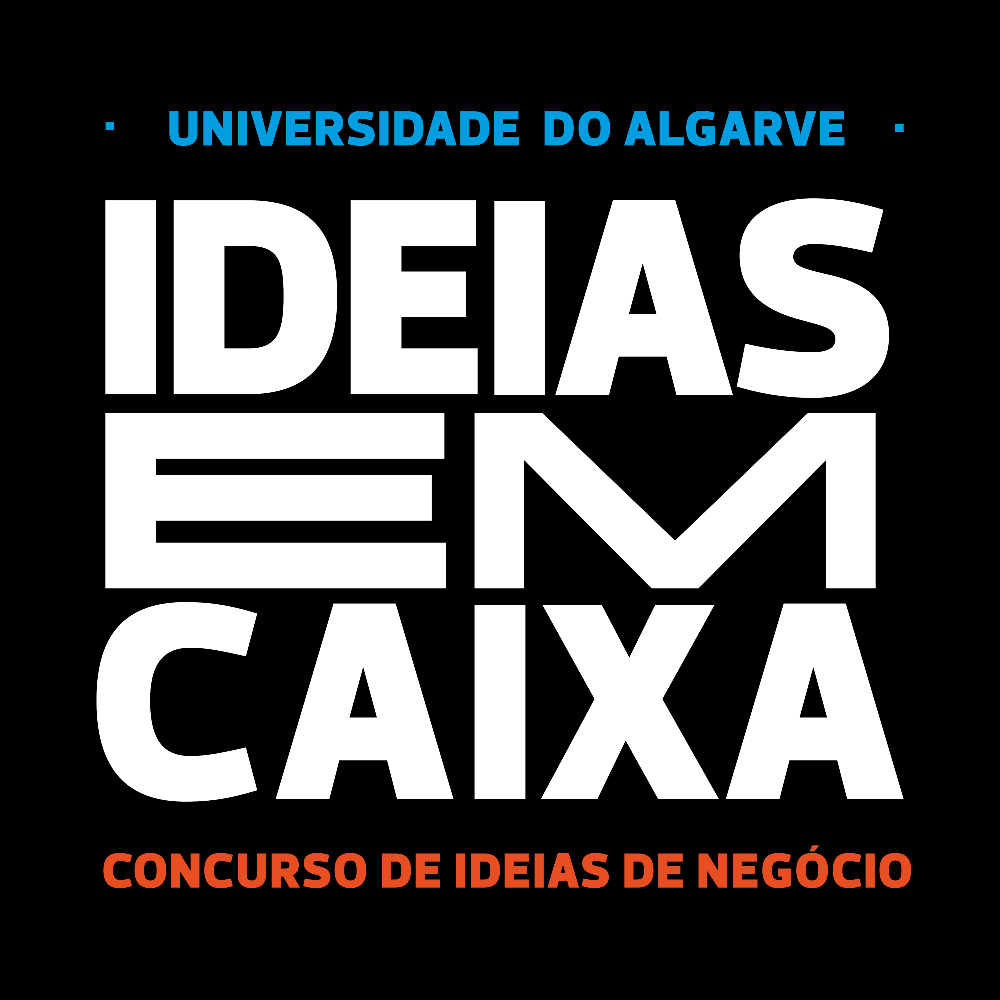 UNIVERSIDADE DO ALGARVE
IDEIAS
EM
CAIXA
CONCURSO DE IDEIAS DE NEGÓCIO